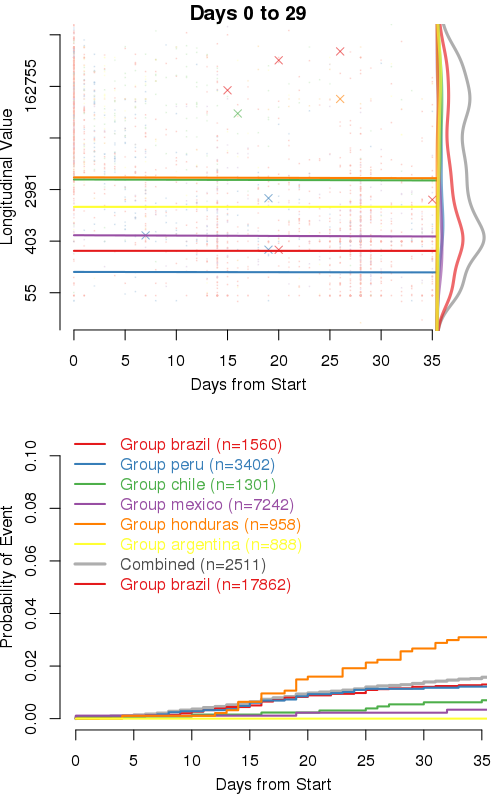 Days 0 to 29
Longitudinal Value
162755
2981
403
55
0 5 10 15 20 25 30 35
Days from Start
Group brazil (n=1560)
Group peru (n=3402)
Group chile (n=1301)
Group mexico (n=7242)
Group honduras (n=958)
Group argentina (n=888)
Combined (n=2511)
Group brazil (n=17862)
Probability of Event
0.10
0.08
0.06
0.04
0.02
0.00
0 5 10 15 20 25 30 35
Days from Start